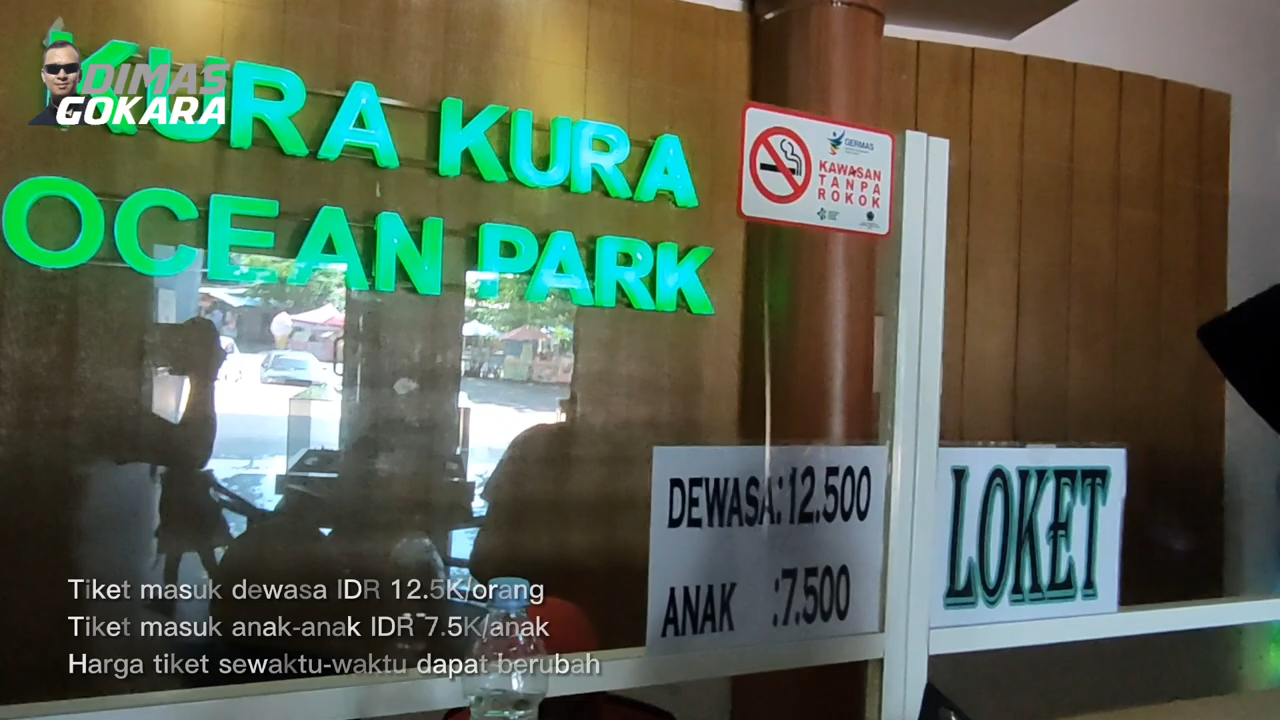 DIMAS
GOKARA
KURA KURA
OCEAN PARK
GERMAS
KAWASAN
TANPA
ROKOK
DEWASA:12.500
ANAK :7.500
LOKET
Tiket masuk dewasa IDR 12.5K/orang
Tiket masuk anak-anak IDR 7.5K/anak
Harga tiket sewaktu-waktu dapat berubah